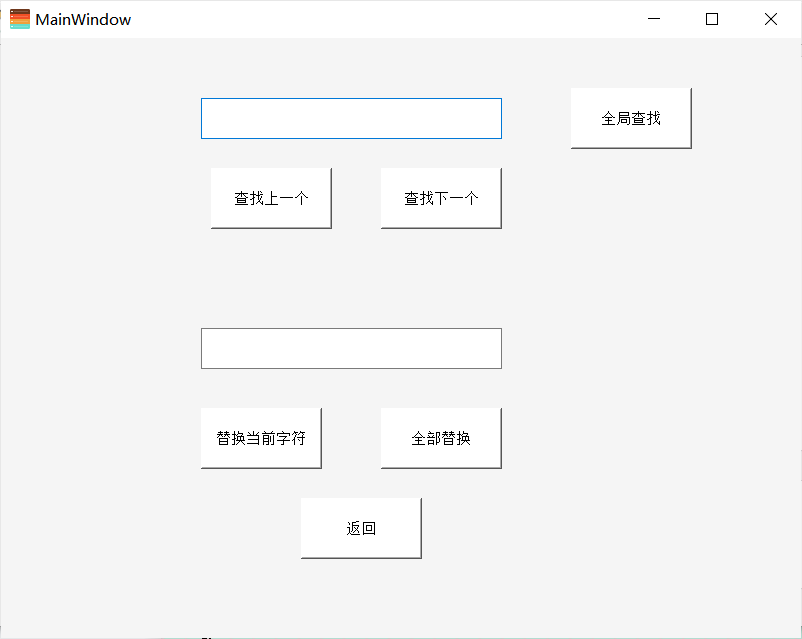 MainWindow
全局查找
查找上一个
查找下一个
替换当前字符
全部替换
返回